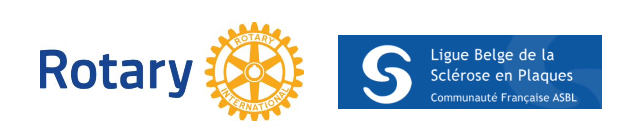 Rotary
ROTARY
INTERNATIONAL
Ligue Belge de la
Sclérose en Plaques
Communauté Française ASBL